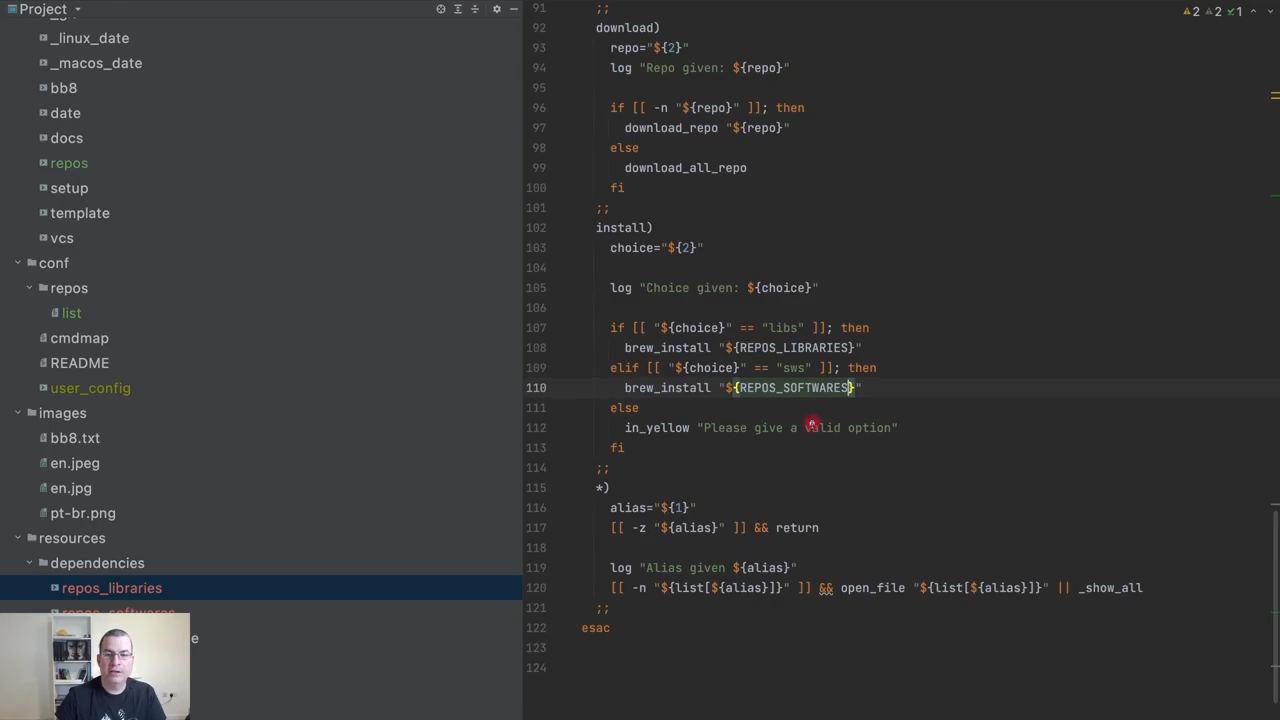 Project
_linux_date
_macos_date
bb8
date
docs
repos
setup
template
vcs
conf
repos
list
cmdmap
README
user_config
images
bb8.txt
en.jpeg
en.jpg
pt-br.png
resources
dependencies
repos_libraries
2 2 1
91 ;;
92 download)
93 repo="${2}"
94 log "Repo given: ${repo}"
95
96 if [[ -n "${repo}" ]]; then
97 download_repo "${repo}"
98 else
99 download_all_repo
100 fi
101 ;;
102 install)
103 choice="${2}"
104
105 log "Choice given: ${choice}"
106
107 if [[ "${choice}" == "libs" ]]; then
108 brew_install "${REPOS_LIBRARIES}"
109 elif [[ "${choice}" == "sws" ]]; then
110 brew_install "${REPOS_SOFTWARES}"
111 else
112 in_yellow "Please give a valid option"
113 fi
114 ;;
115 *)
116 alias="${1}"
117 [[ -z "${alias}" ]] && return
118
119 log "Alias given ${alias}"
120 [[ -n "${list[${alias}]}" ]] && open_file "${list[${alias}]}" || _show_all
121 ;;
122 esac
123
124